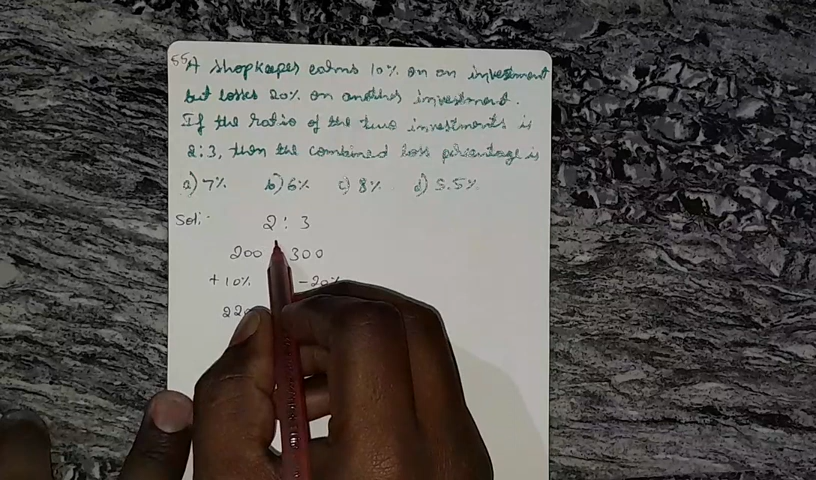 55 A shopkeeper earns 10% on an investment
but loses 20% on another investment.
If the ratio of the two investments is
2:3, then the combined loss percentage is
a) 7% b) 6% c) 8% d) 5.5%
Sol:
2 : 3
200 300
+10% -20%
220